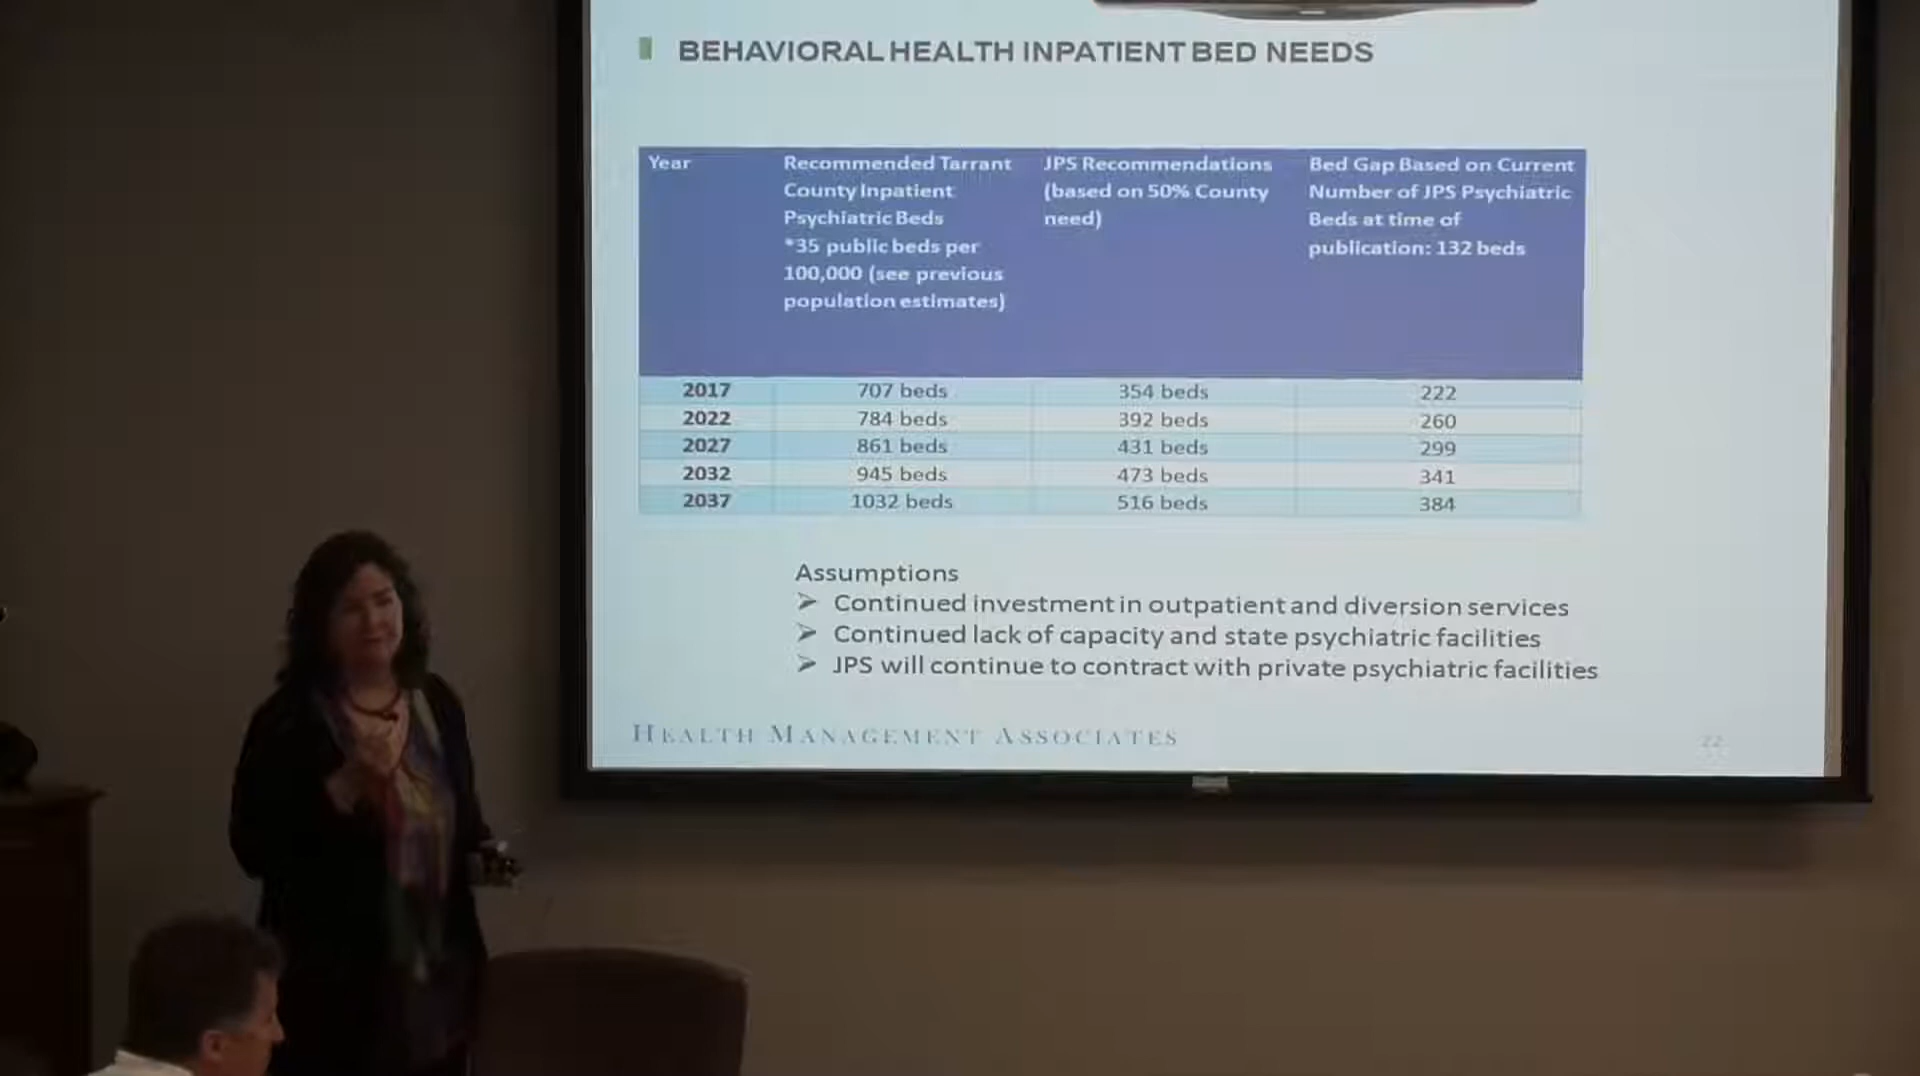 BEHAVIORAL HEALTH INPATIENT BED NEEDS
Year
Recommended Tarrant
County Inpatient
Psychiatric Beds
*35 public beds per
100,000 (see previous
population estimates)
JPS Recommendations
(based on 50% County
need)
Bed Gap Based on Current
Number of JPS Psychiatric
Beds at time of
publication: 132 beds
2017 707 beds 354 beds 222
2022 784 beds 392 beds 260
2027 861 beds 431 beds 299
2032 945 beds 473 beds 341
2037 1032 beds 516 beds 384
Assumptions
➢ Continued investment in outpatient and diversion services
➢ Continued lack of capacity and state psychiatric facilities
➢ JPS will continue to contract with private psychiatric facilities
HEALTH MANAGEMENT ASSOCIATES
22